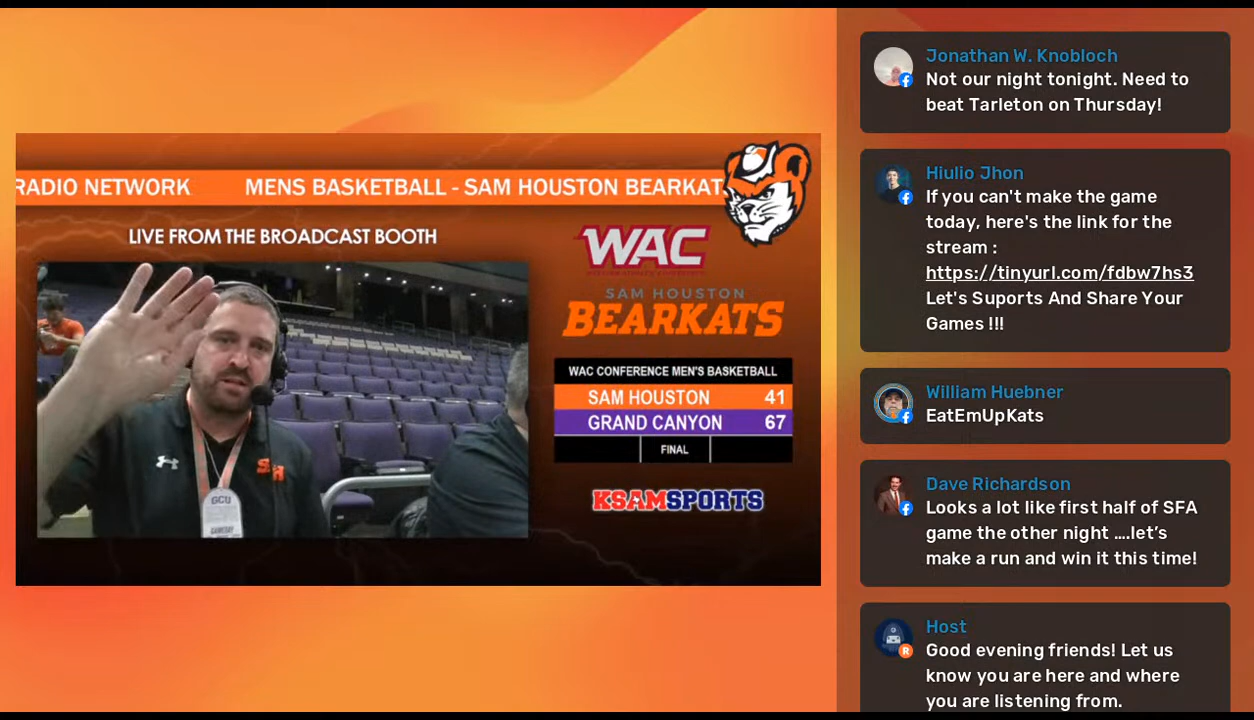 RADIO NETWORK MENS BASKETBALL - SAM HOUSTON BEARKAT
LIVE FROM THE BROADCAST BOOTH
WAC
SAM HOUSTON
BEARKATS
WAC CONFERENCE MEN'S BASKETBALL
SAM HOUSTON 41
GRAND CANYON 67
FINAL
KSAMSPORTS
GCU
SH
Jonathan W. Knobloch
Not our night tonight. Need to
beat Tarleton on Thursday!
Hiulio Jhon
If you can't make the game
today, here's the link for the
stream :
https://tinyurl.com/fdbw7hs3
Let's Suports And Share Your
Games !!!
William Huebner
EatEmUpKats
Dave Richardson
Looks a lot like first half of SFA
game the other night ....let's
make a run and win it this time!
Host
Good evening friends! Let us
know you are here and where
you are listening from.